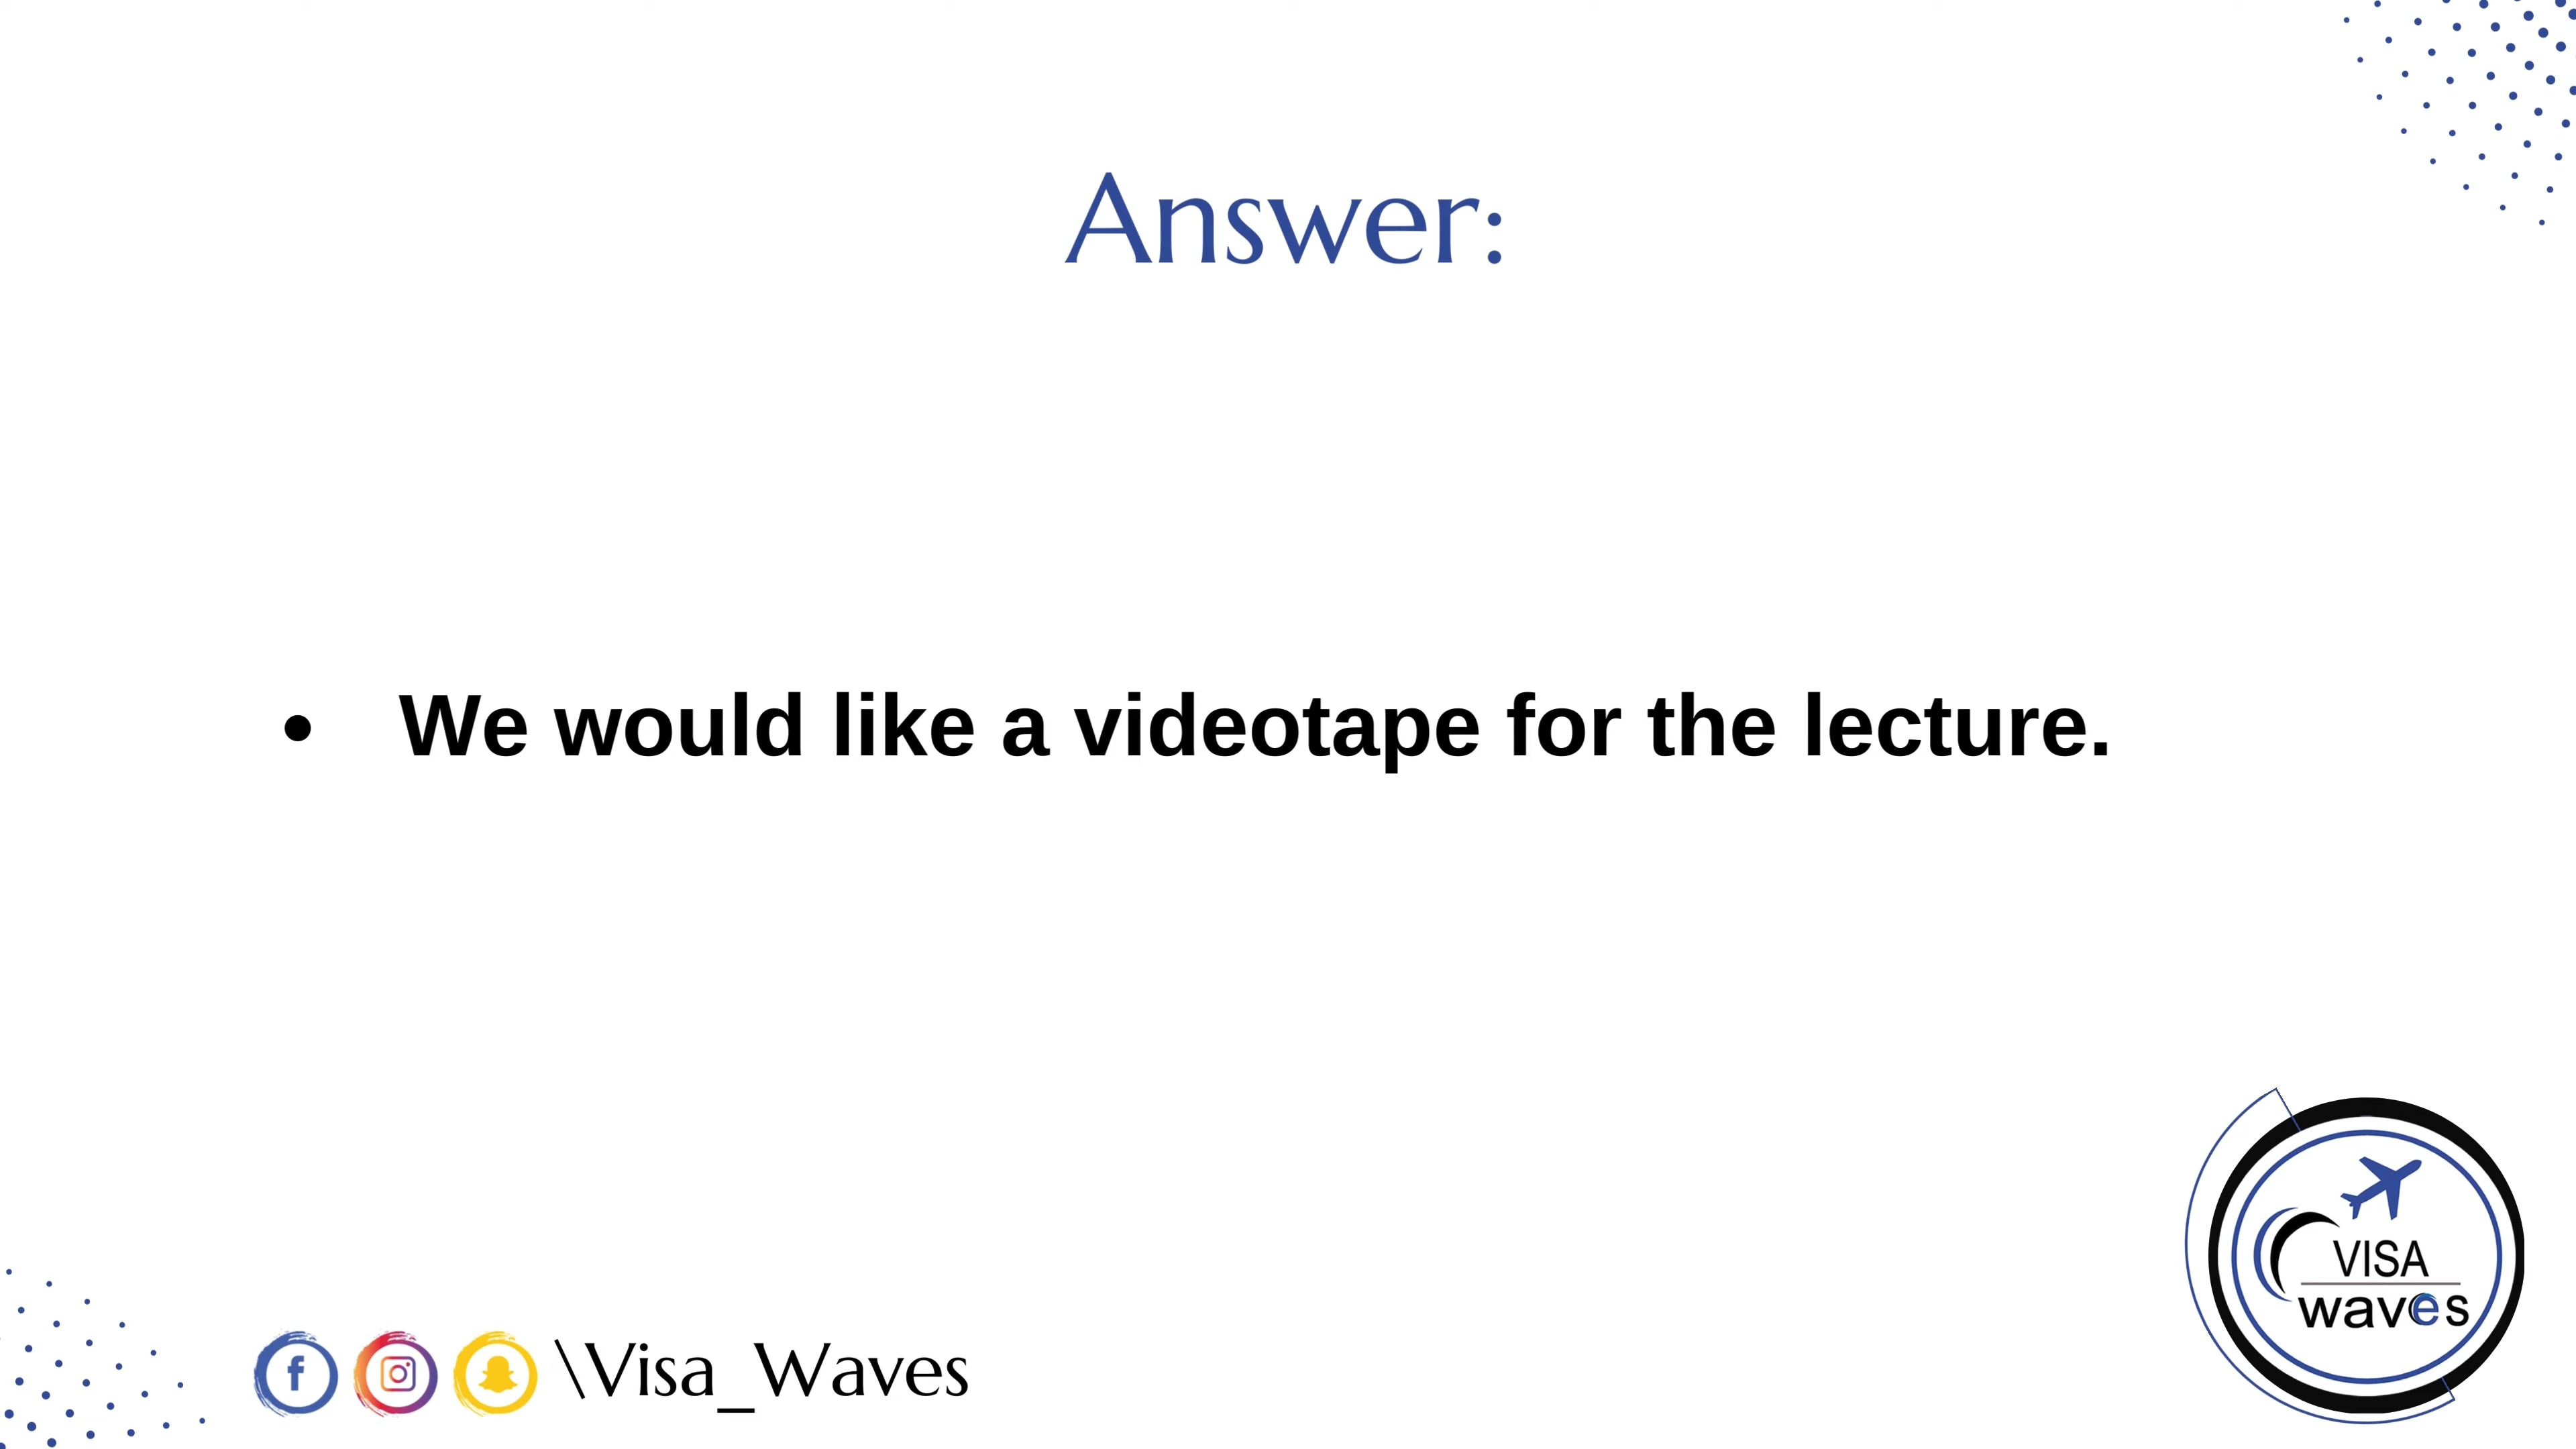 Answer:
• We would like a videotape for the lecture.
VISA
waves
\Visa_Waves